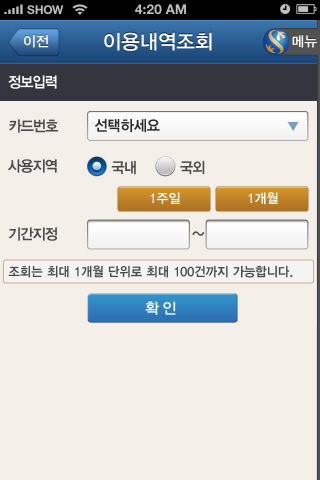 SHOW 4:20 AM
이전 이용내역조회 메뉴
정보입력
카드번호 선택하세요
사용지역 국내 국외
1주일 1개월
기간지정 ~
조회는 최대 1개월 단위로 최대 100건까지 가능합니다.
확인